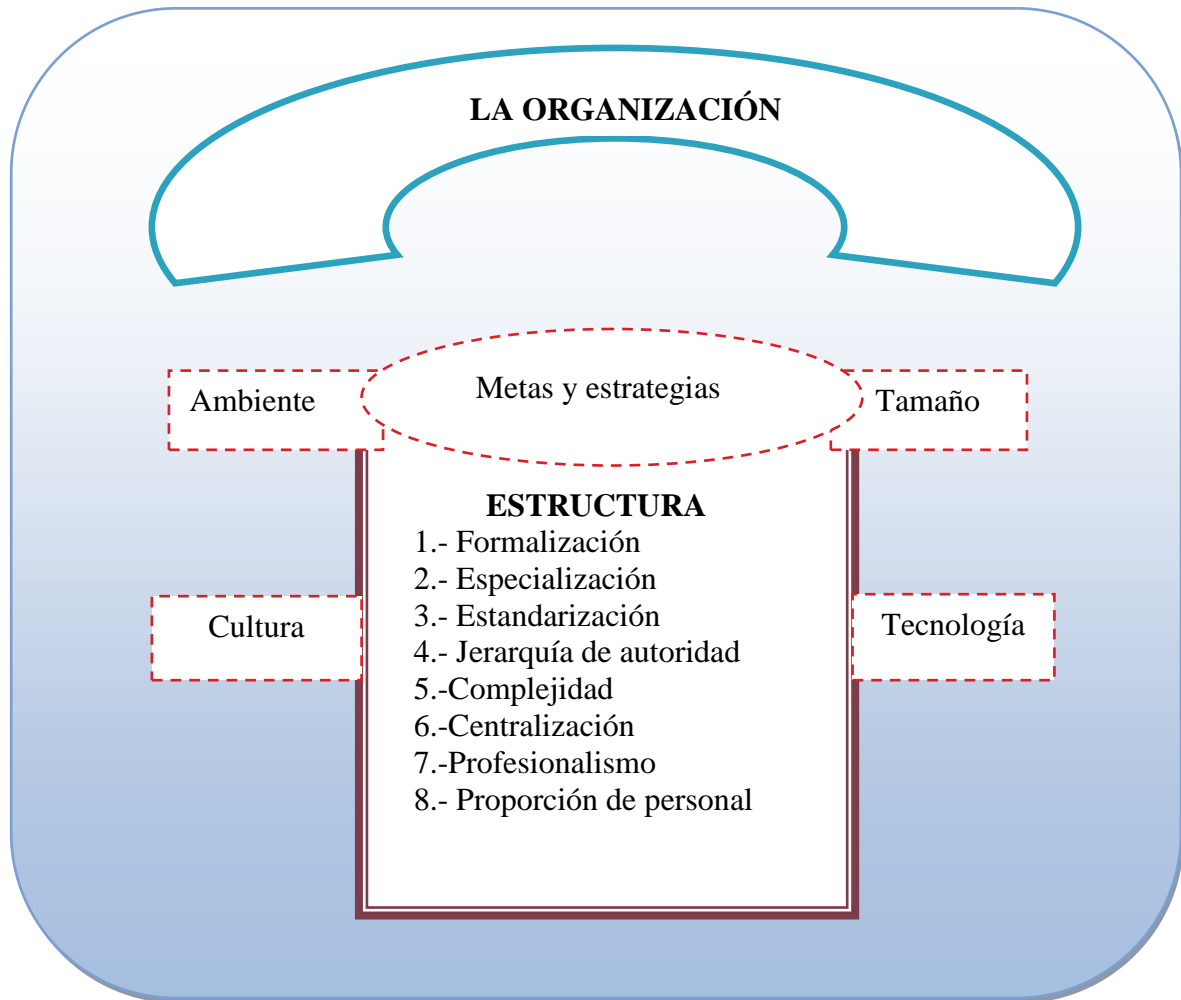 LA ORGANIZACIÓN
Metas y estrategias
Ambiente
Tamaño
ESTRUCTURA
1.- Formalización
2.- Especialización
3.- Estandarización
4.- Jerarquía de autoridad
5.-Complejidad
6.-Centralización
7.-Profesionalismo
8.- Proporción de personal
Cultura
Tecnología